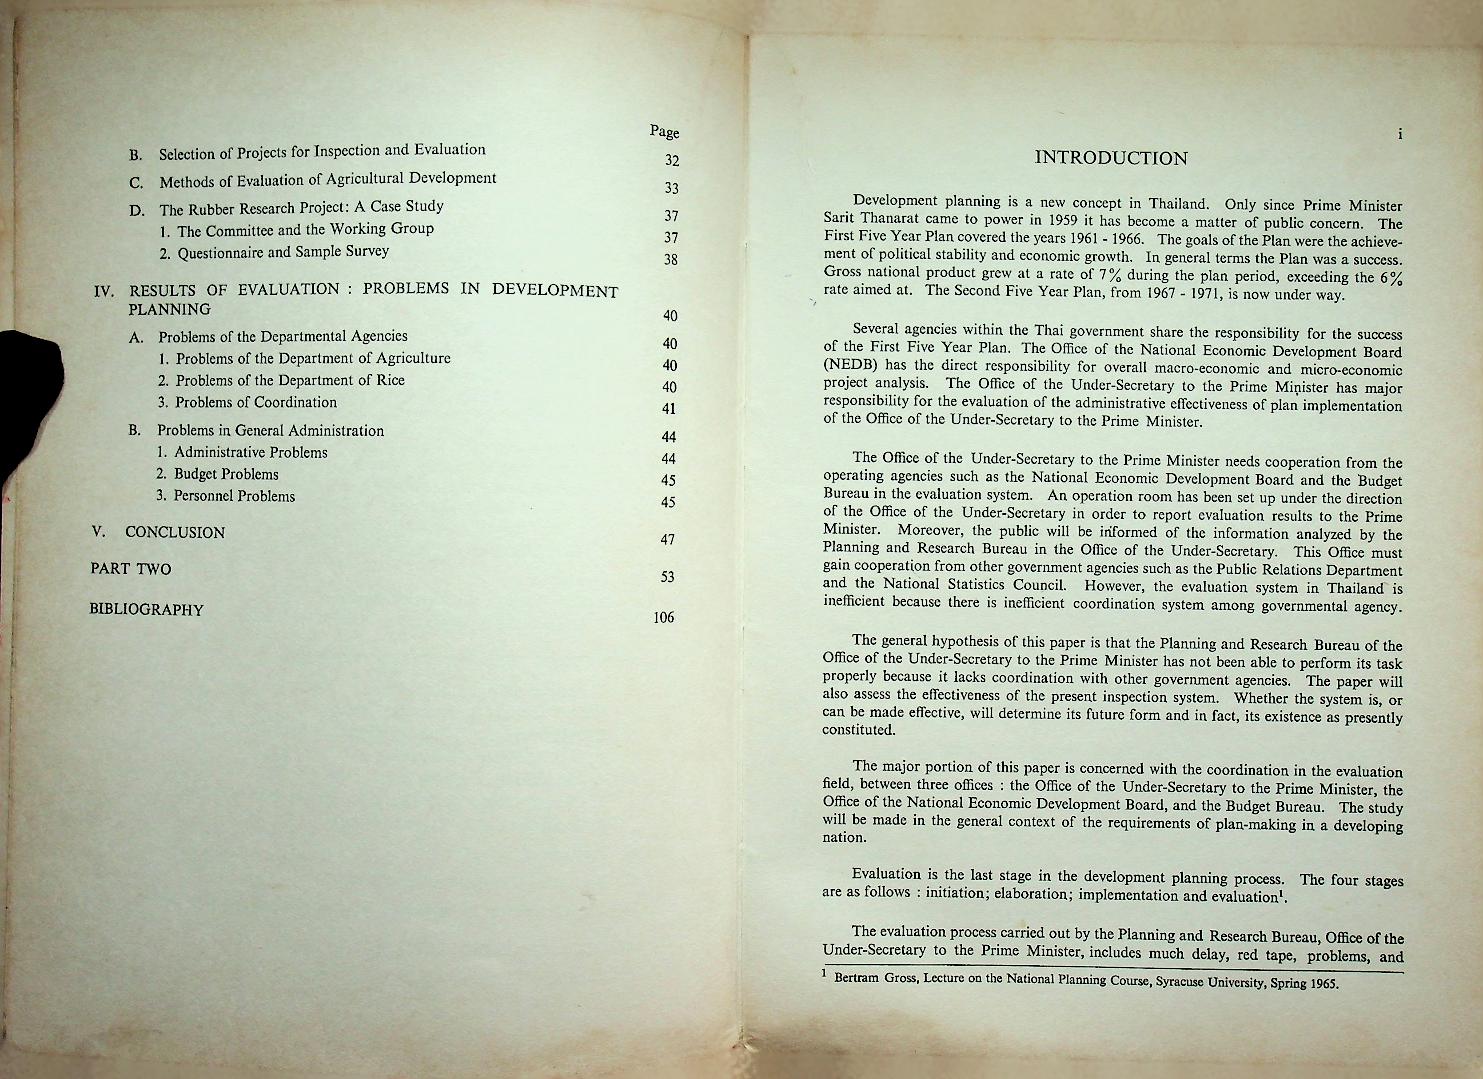 Page
B. Selection of Projects for Inspection and Evaluation 32
C. Methods of Evaluation of Agricultural Development 33
D. The Rubber Research Project: A Case Study 37
1. The Committee and the Working Group 37
2. Questionnaire and Sample Survey 38
IV. RESULTS OF EVALUATION : PROBLEMS IN DEVELOPMENT
PLANNING 40
A. Problems of the Departmental Agencies 40
1. Problems of the Department of Agriculture 40
2. Problems of the Department of Rice 40
3. Problems of Coordination 41
B. Problems in General Administration 44
1. Administrative Problems 44
2. Budget Problems 45
3. Personnel Problems 45
V. CONCLUSION 47
PART TWO 53
BIBLIOGRAPHY 106
i
INTRODUCTION
Development planning is a new concept in Thailand. Only since Prime Minister
Sarit Thanarat came to power in 1959 it has become a matter of public concern. The
First Five Year Plan covered the years 1961 - 1966. The goals of the Plan were the achieve-
ment of political stability and economic growth. In general terms the Plan was a success.
Gross national product grew at a rate of 7% during the plan period, exceeding the 6%
rate aimed at. The Second Five Year Plan, from 1967 - 1971, is now under way.
Several agencies within the Thai government share the responsibility for the success
of the First Five Year Plan. The Office of the National Economic Development Board
(NEDB) has the direct responsibility for overall macro-economic and micro-economic
project analysis. The Office of the Under-Secretary to the Prime Minister has major
responsibility for the evaluation of the administrative effectiveness of plan implementation
of the Office of the Under-Secretary to the Prime Minister.
The Office of the Under-Secretary to the Prime Minister needs cooperation from the
operating agencies such as the National Economic Development Board and the Budget
Bureau in the evaluation system. An operation room has been set up under the direction
of the Office of the Under-Secretary in order to report evaluation results to the Prime
Minister. Moreover, the public will be informed of the information analyzed by the
Planning and Research Bureau in the Office of the Under-Secretary. This Office must
gain cooperation from other government agencies such as the Public Relations Department
and the National Statistics Council. However, the evaluation system in Thailand is
inefficient because there is inefficient coordination system among governmental agency.
The general hypothesis of this paper is that the Planning and Research Bureau of the
Office of the Under-Secretary to the Prime Minister has not been able to perform its task
properly because it lacks coordination with other government agencies. The paper will
also assess the effectiveness of the present inspection system. Whether the system is, or
can be made effective, will determine its future form and in fact, its existence as presently
constituted.
The major portion of this paper is concerned with the coordination in the evaluation
field, between three offices : the Office of the Under-Secretary to the Prime Minister, the
Office of the National Economic Development Board, and the Budget Bureau. The study
will be made in the general context of the requirements of plan-making in a developing
nation.
Evaluation is the last stage in the development planning process. The four stages
are as follows : initiation; elaboration; implementation and evaluation¹.
The evaluation process carried out by the Planning and Research Bureau, Office of the
Under-Secretary to the Prime Minister, includes much delay, red tape, problems, and
¹ Bertram Gross, Lecture on the National Planning Course, Syracuse University, Spring 1965.